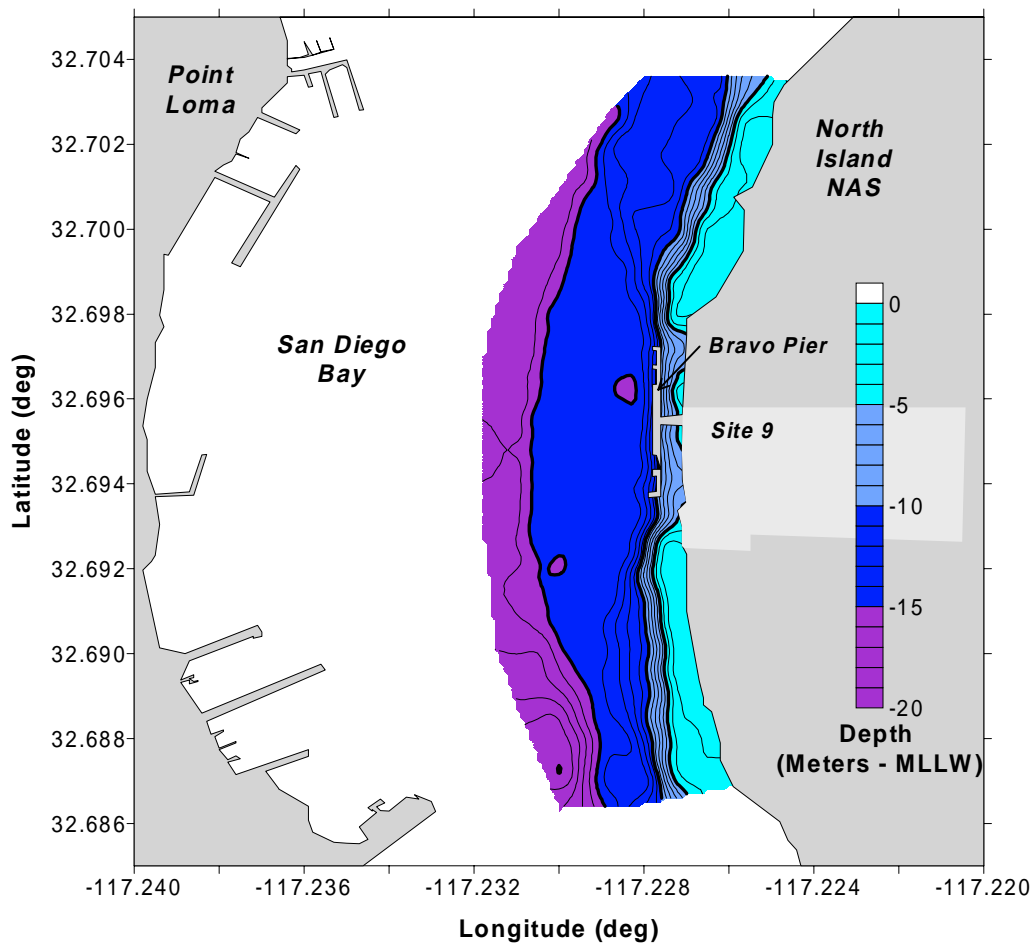 32.704
32.702
32.700
32.698
32.696
32.694
32.692
32.690
32.688
32.686
Latitude (deg)
Point
Loma
North
Island
NAS
San Diego
Bay
Bravo Pier
Site 9
0
-5
-10
-15
-20
Depth
(Meters - MLLW)
-117.240
-117.236
-117.232
-117.228
-117.224
-117.220
Longitude (deg)